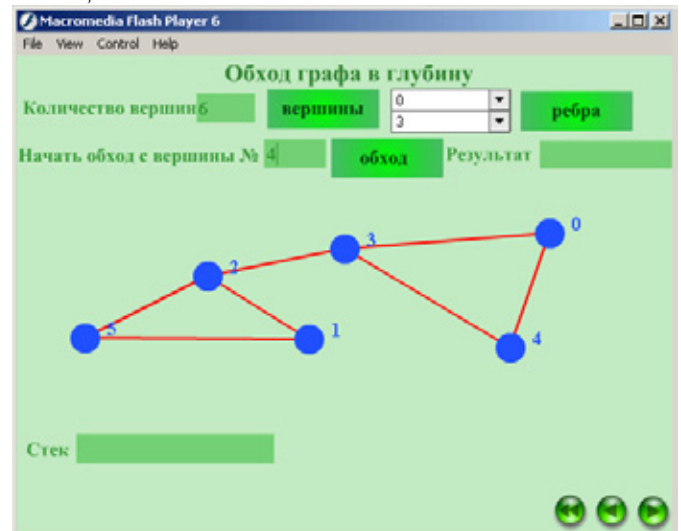 Macromedia Flash Player 6
File View Control Help
Обход графа в глубину
Количество вершин 6 вершины 0 3 ребра
Начать обход с вершины № 4 обход Результат
0
3
2
5
1
4
Стек